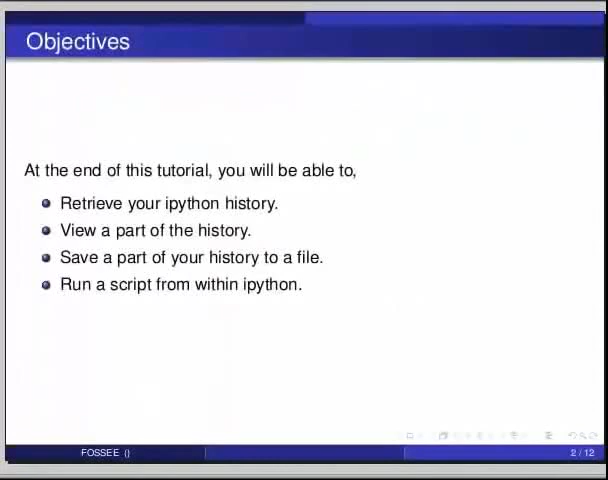 Objectives
At the end of this tutorial, you will be able to,
Retrieve your ipython history.
View a part of the history.
Save a part of your history to a file.
Run a script from within ipython.
FOSSEE ()
2 / 12